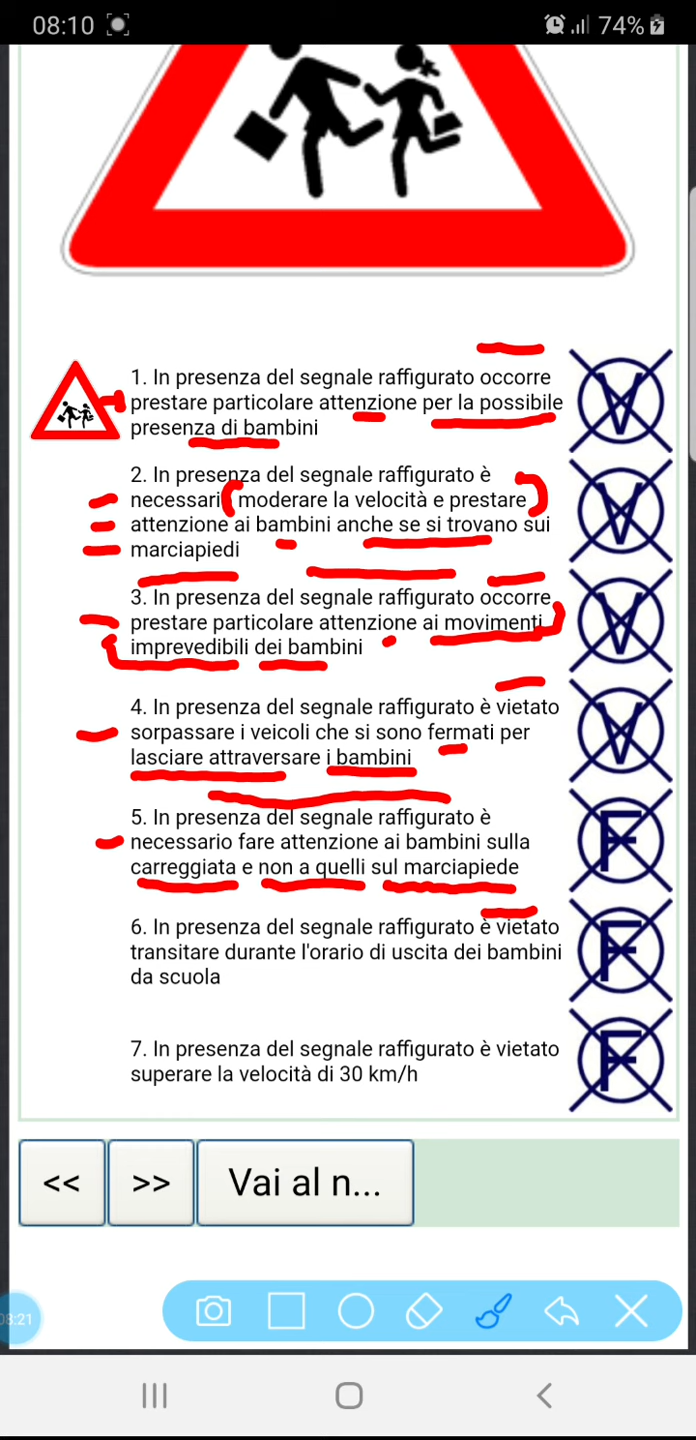 08:10
74%
1. In presenza del segnale raffigurato occorre
prestare particolare attenzione per la possibile
presenza di bambini
V
2. In presenza del segnale raffigurato è
necessario moderare la velocità e prestare
attenzione ai bambini anche se si trovano sui
marciapiedi
V
3. In presenza del segnale raffigurato occorre
prestare particolare attenzione ai movimenti
imprevedibili dei bambini
V
4. In presenza del segnale raffigurato è vietato
sorpassare i veicoli che si sono fermati per
lasciare attraversare i bambini
V
5. In presenza del segnale raffigurato è
necessario fare attenzione ai bambini sulla
carreggiata e non a quelli sul marciapiede
F
6. In presenza del segnale raffigurato è vietato
transitare durante l'orario di uscita dei bambini
da scuola
F
7. In presenza del segnale raffigurato è vietato
superare la velocità di 30 km/h
F
<< >> Vai al n...
08:21